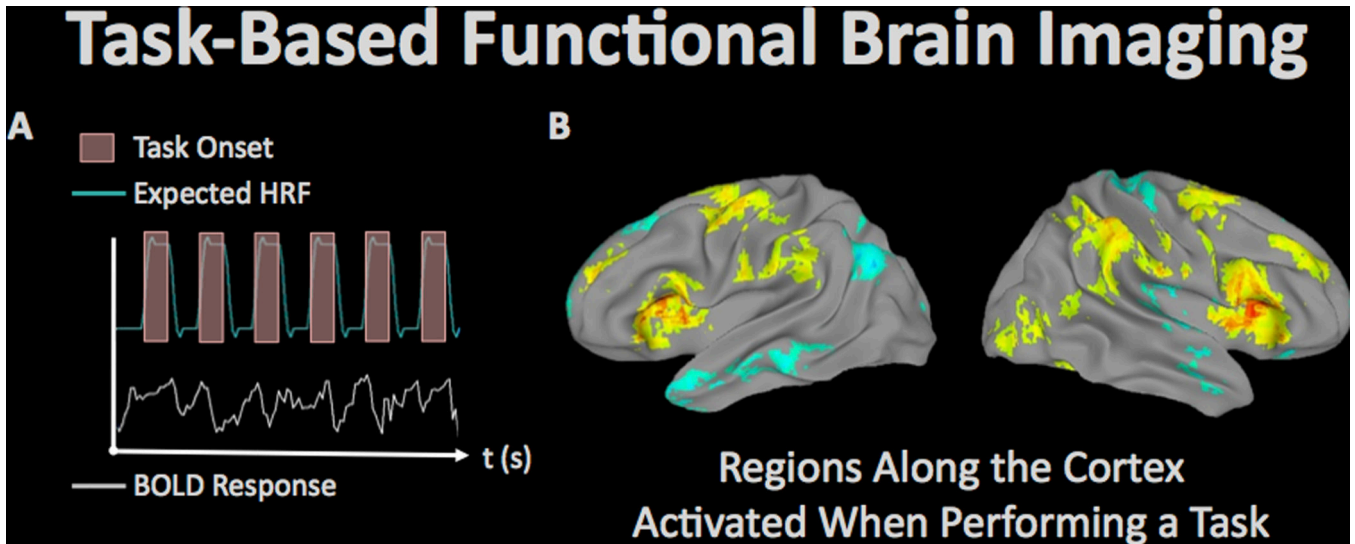 Task-Based Functional Brain Imaging
A
Task Onset
Expected HRF
t (s)
BOLD Response
B
Regions Along the Cortex
Activated When Performing a Task